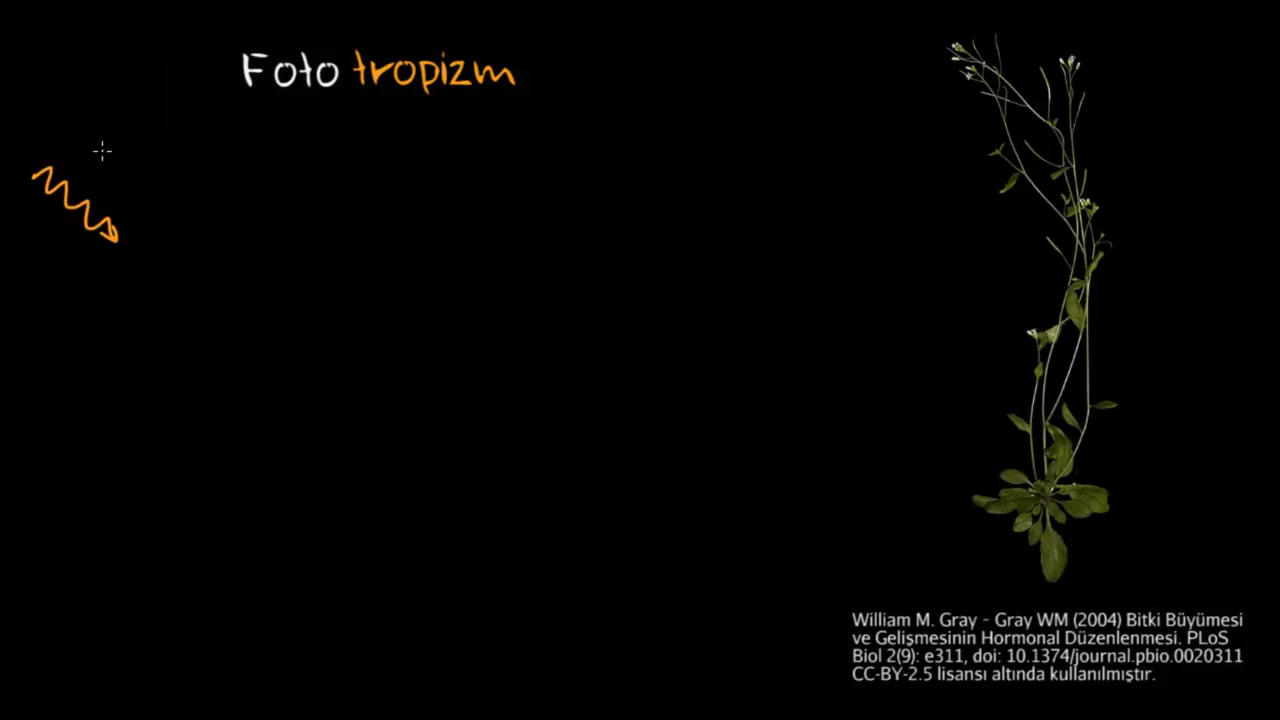 Foto tropizm
William M. Gray - Gray WM (2004) Bitki Büyümesi
ve Gelişmesinin Hormonal Düzenlenmesi. PLoS
Biol 2(9): e311, doi: 10.1374/journal.pbio.0020311
CC-BY-2.5 lisansı altında kullanılmıştır.